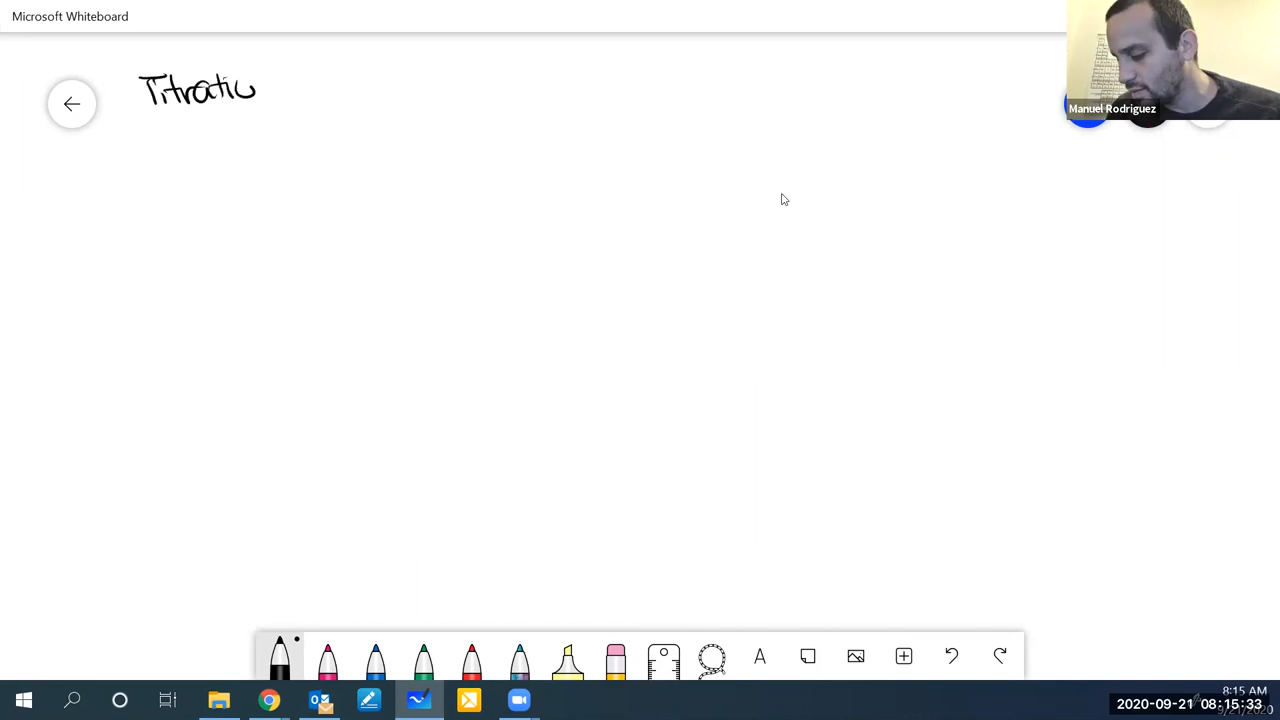 Microsoft Whiteboard
Titratio
Manuel Rodriguez
A
8:15 AM
2020-09-21 08:15:33